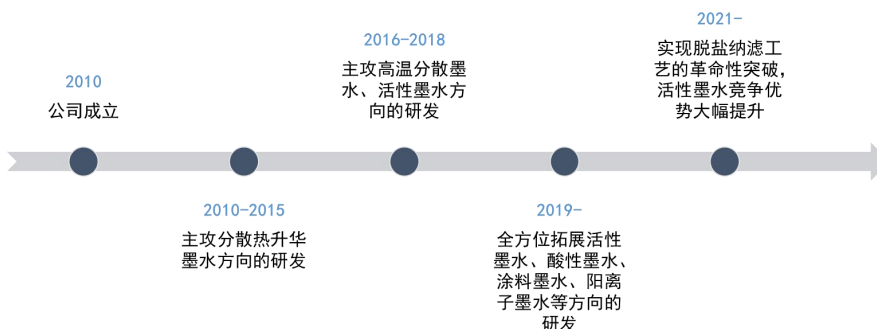 2010
公司成立
2010-2015
主攻分散热升华
墨水方向的研发
2016-2018
主攻高温分散墨
水、活性墨水方
向的研发
2019-
全方位拓展活性
墨水、酸性墨水、
涂料墨水、阳离
子墨水等方向的
研发
2021-
实现脱盐纳滤工
艺的革命性突破，
活性墨水竞争优
势大幅提升